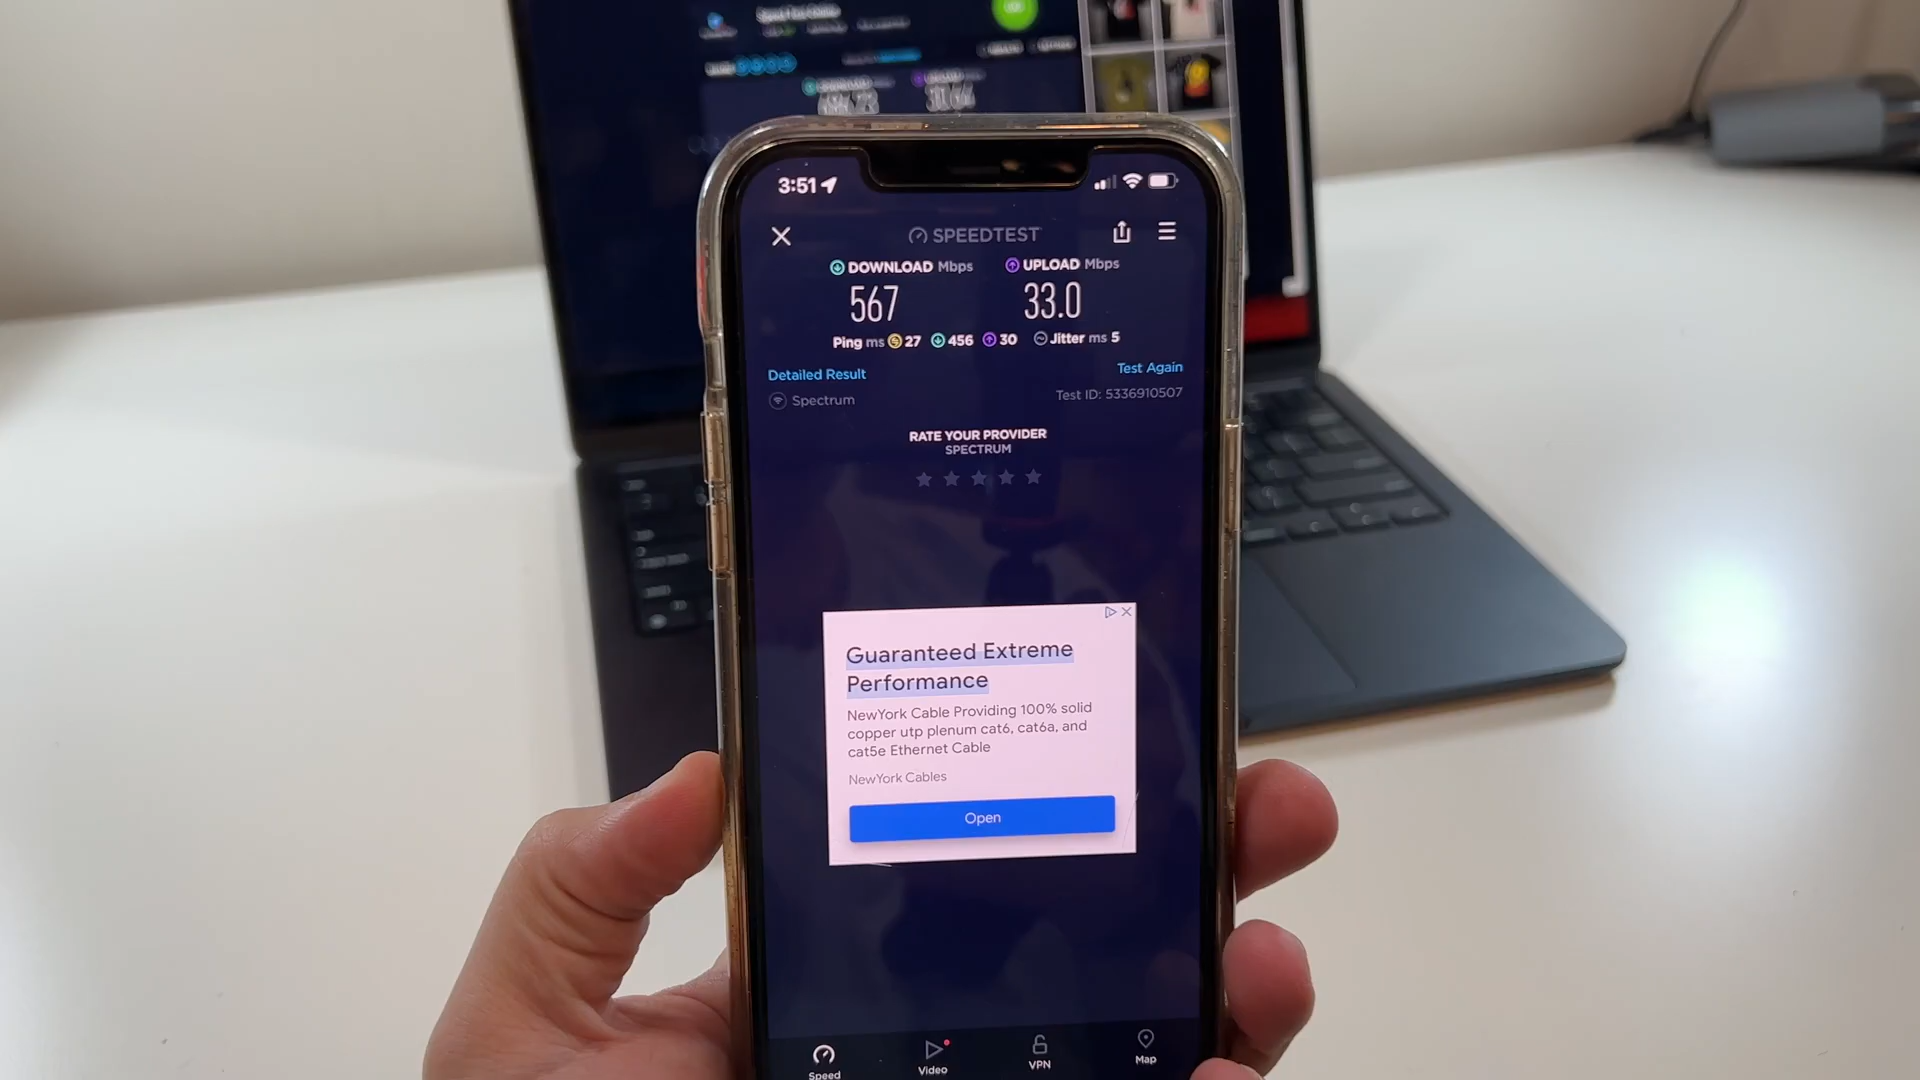 3:51
SPEEDTEST
DOWNLOAD Mbps
UPLOAD Mbps
567
33.0
Ping ms 27 456 30 Jitter ms 5
Detailed Result
Test Again
Spectrum
Test ID: 5336910507
RATE YOUR PROVIDER
SPECTRUM
Guaranteed Extreme
Performance
NewYork Cable Providing 100% solid
copper utp plenum cat6, cat6a, and
cat5e Ethernet Cable
NewYork Cables
Open
Speed
Video
VPN
Map